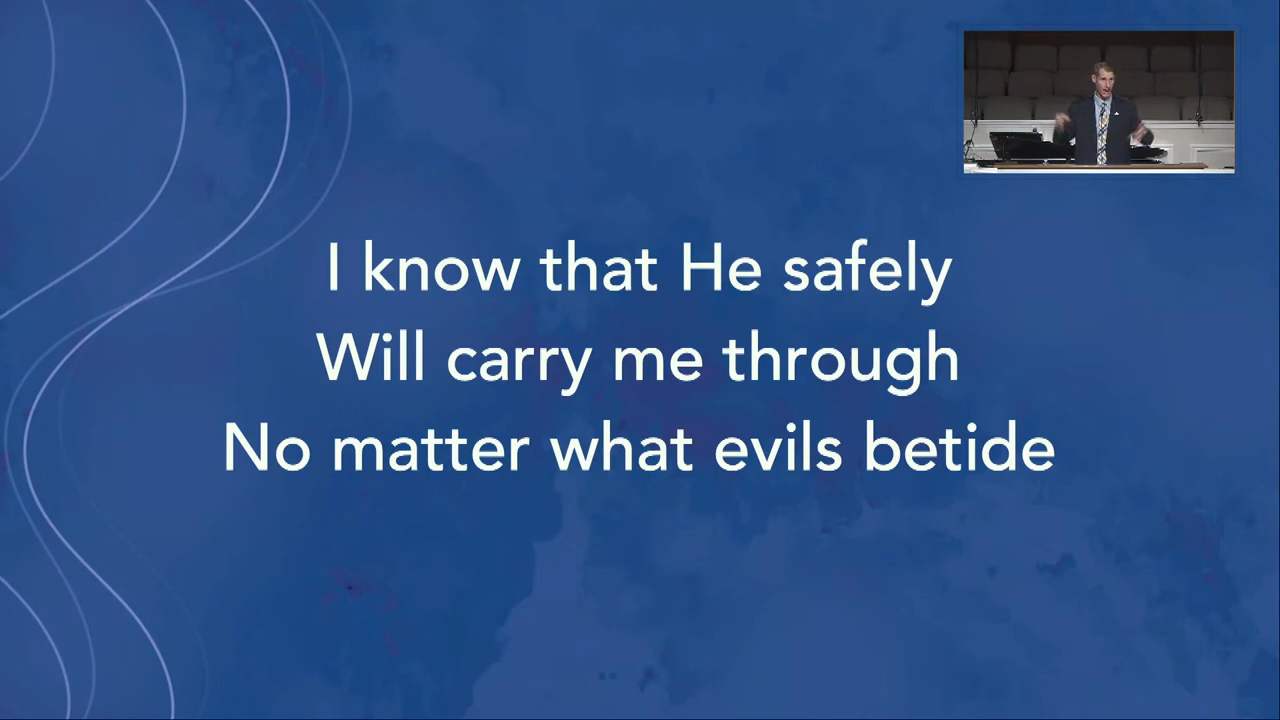 I know that He safely
Will carry me through
No matter what evils betide